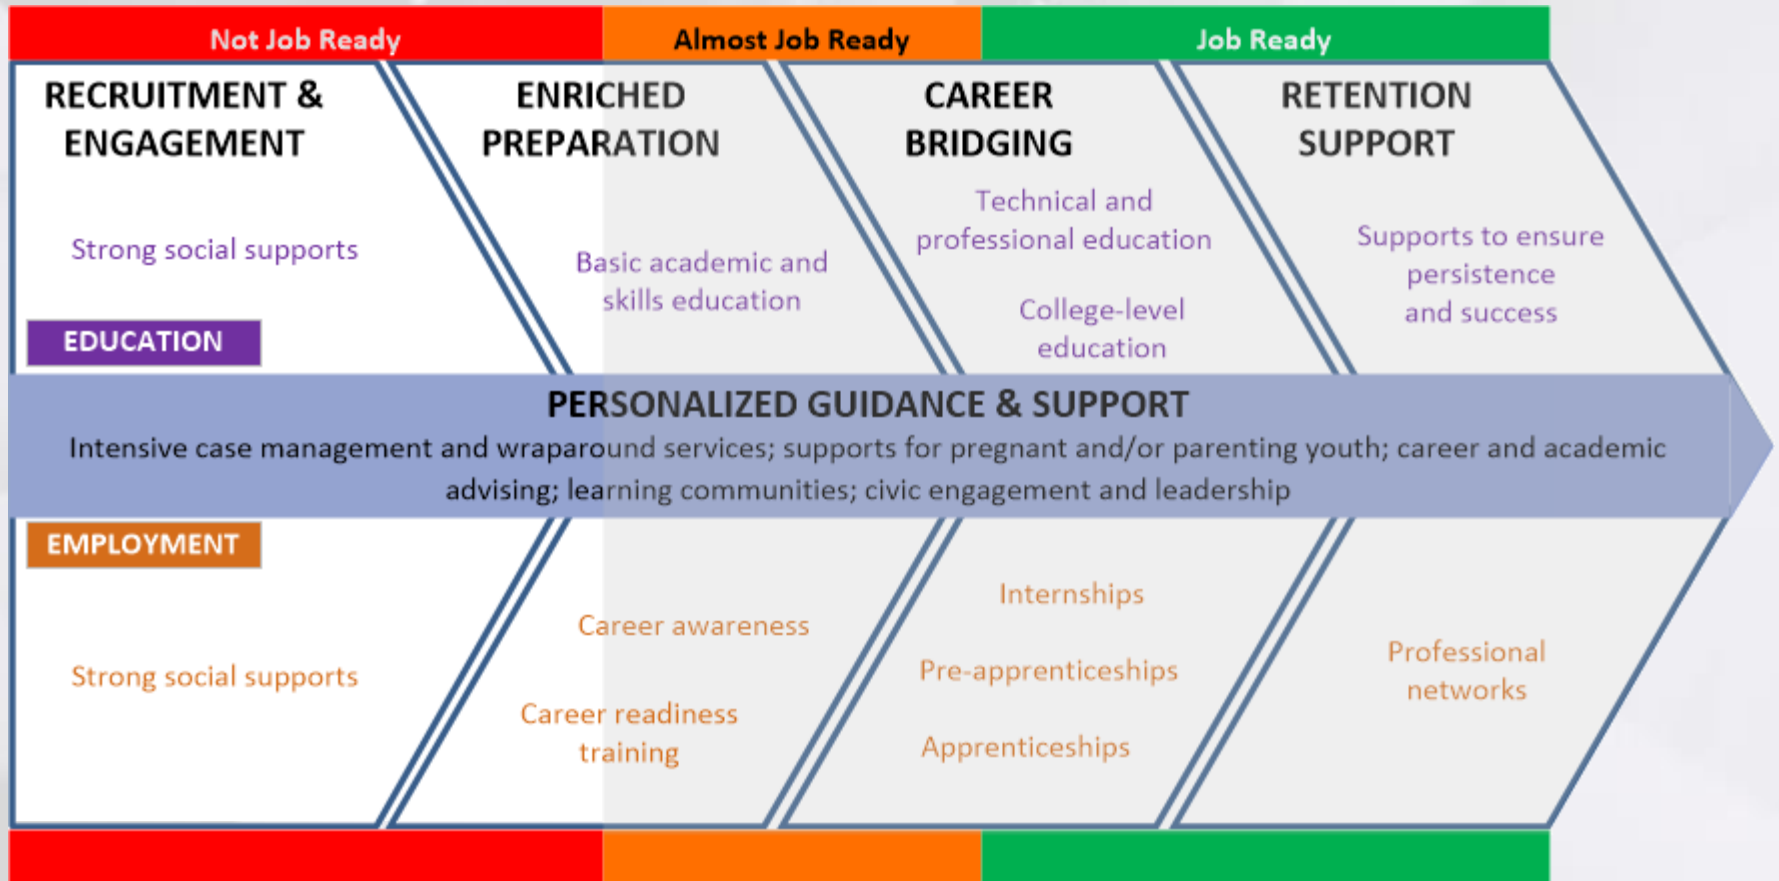 Not Job Ready
Almost Job Ready
Job Ready
RECRUITMENT &
ENGAGEMENT
ENRICHED
PREPARATION
CAREER
BRIDGING
RETENTION
SUPPORT
Strong social supports
Basic academic and
skills education
Technical and
professional education
College-level
education
Supports to ensure
persistence
and success
EDUCATION
PERSONALIZED GUIDANCE & SUPPORT
Intensive case management and wraparound services; supports for pregnant and/or parenting youth; career and academic
advising; learning communities; civic engagement and leadership
EMPLOYMENT
Strong social supports
Career awareness
Career readiness
training
Internships
Pre-apprenticeships
Apprenticeships
Professional
networks